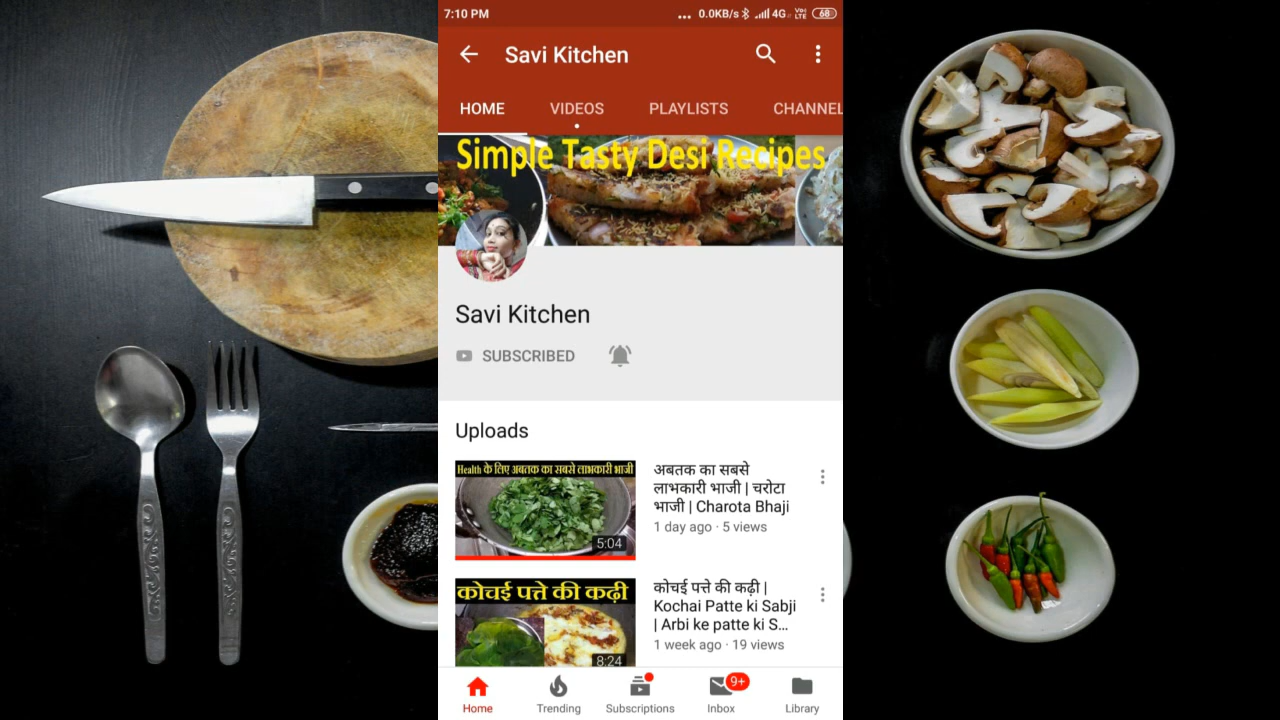 7:10 PM ... 0.0KB/s 4G Vo) LTE 68
Savi Kitchen
HOME VIDEOS PLAYLISTS CHANNEL
Simple Tasty Desi Recipes
Savi Kitchen
SUBSCRIBED
Uploads
Health के लिए अबतक का सबसे लाभकारी भाजी
5:04
अबतक का सबसे
लाभकारी भाजी | चरोटा
भाजी | Charota Bhaji
1 day ago · 5 views
कोचई पत्ते की कढ़ी
8:24
कोचई पत्ते की कढ़ी |
Kochai Patte ki Sabji
| Arbi ke patte ki S...
1 week ago · 19 views
Home Trending Subscriptions Inbox 9+ Library